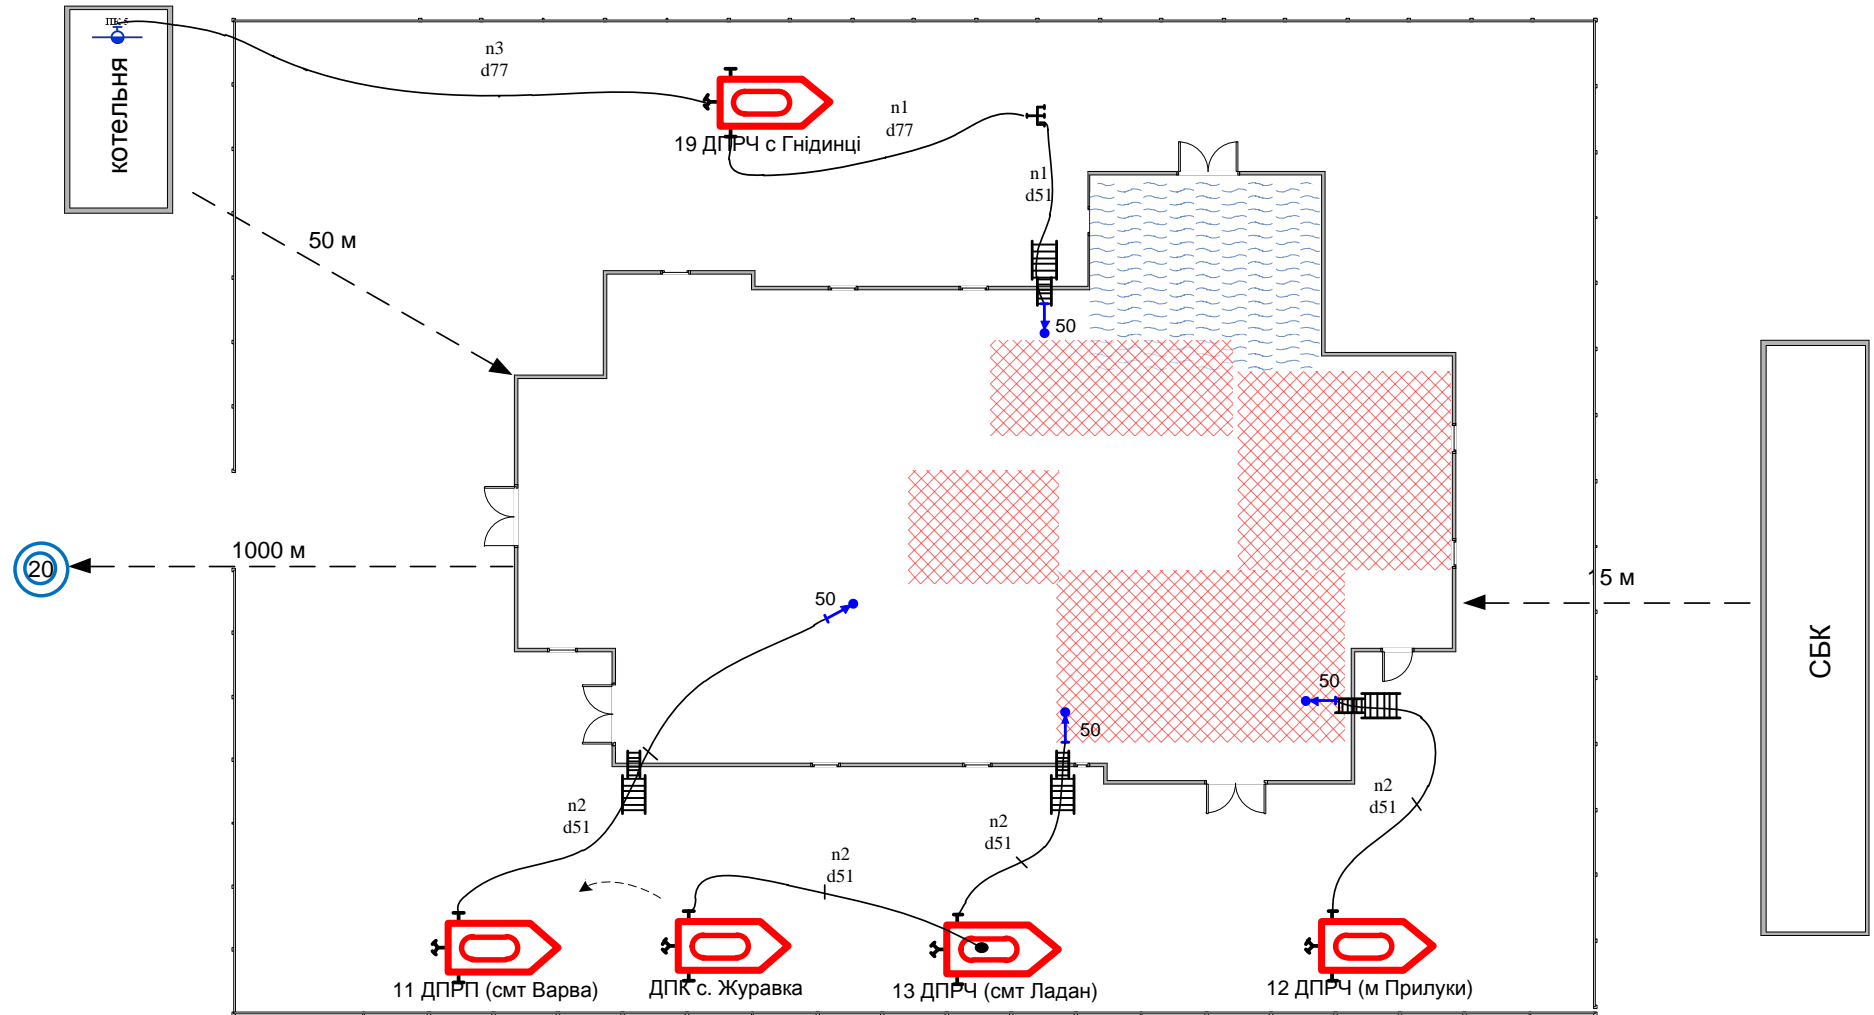 ПК-5
котельня
n3
d77
19 ДПРЧ с Гнідинці
n1
d77
n1
d51
50 м
50
1000 м
20
15 м
СБК
50
50
50
n2
d51
n2
d51
n2
d51
n2
d51
11 ДПРП (смт Варва)
ДПК с. Журавка
13 ДПРЧ (смт Ладан)
12 ДПРЧ (м Прилуки)